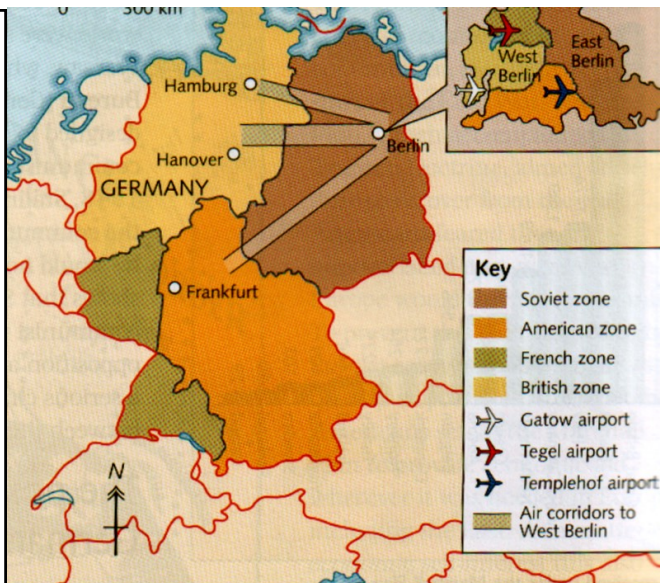 0 300 km
Hamburg
Hanover
GERMANY
Berlin
Frankfurt
N
East
Berlin
West
Berlin
Key
Soviet zone
American zone
French zone
British zone
Gatow airport
Tegel airport
Templehof airport
Air corridors to
West Berlin